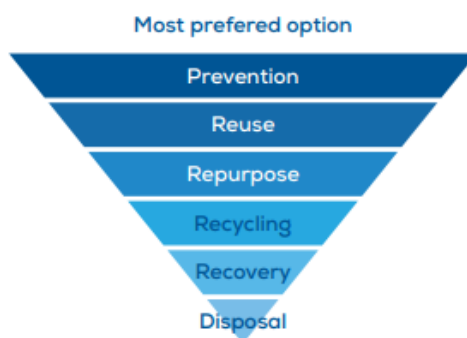 Most prefered option
Prevention
Reuse
Repurpose
Recycling
Recovery
Disposal